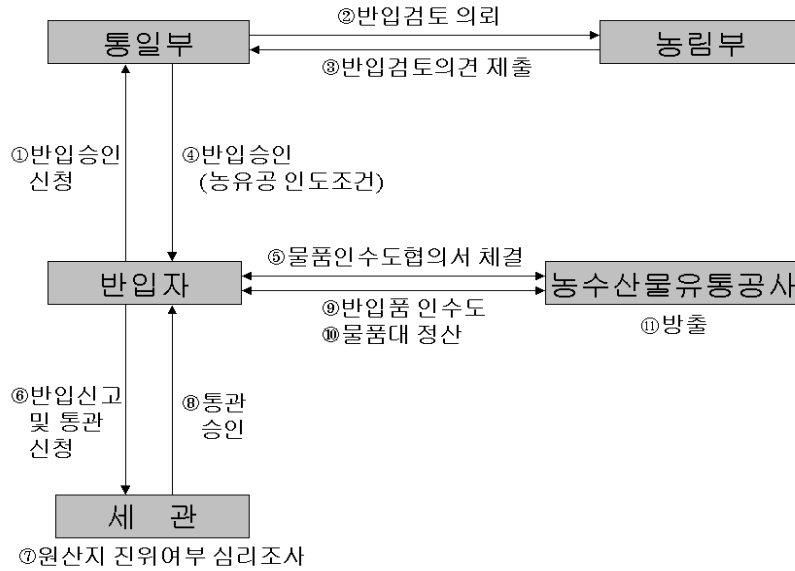 ②반입검토 의뢰
통일부
농림부
③반입검토의견 제출
①반입승인
신청
④반입승인
(농유공 인도조건)
⑤물품인수도협의서 체결
반입자
농수산물유통공사
⑨반입품 인수도
⑩물품대 정산
⑪방출
⑥반입신고
및 통관
신청
⑧통관
승인
세 관
⑦원산지 진위여부 심리조사